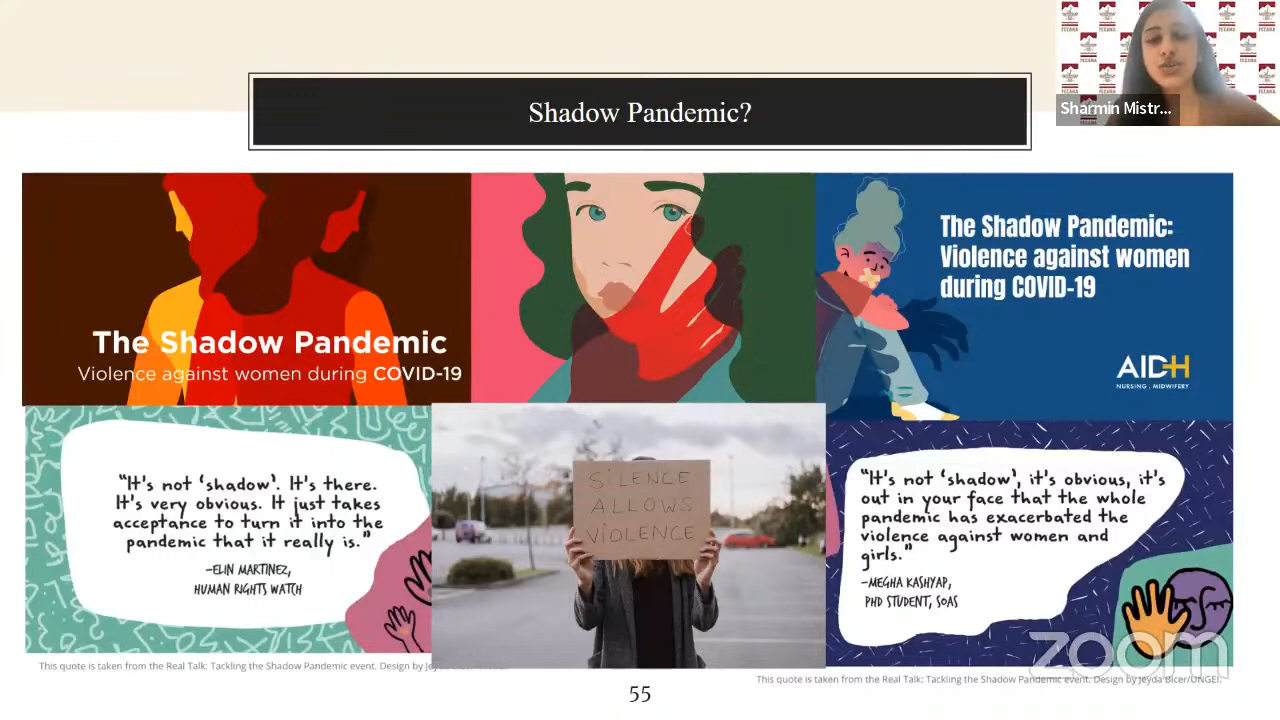 Shadow Pandemic?
Sharmin Mistr...
The Shadow Pandemic
Violence against women during COVID-19
The Shadow Pandemic:
Violence against women
during COVID-19
AIDH
NURSING . MIDWIFERY
"It's not 'shadow'. It's there.
It's very obvious. It just takes
acceptance to turn it into the
pandemic that it really is."
–ELIN MARTINEZ,
HUMAN RIGHTS WATCH
SILENCE
ALLOWS
VIOLENCE
"It's not 'shadow', it's obvious, it's
out in your face that the whole
pandemic has exacerbated the
violence against women and
girls."
–MEGHA KASHYAP,
PHD STUDENT, SOAS
This quote is taken from the Real Talk: Tackling the Shadow Pandemic event. Design by
This quote is taken from the Real Talk: Tackling the Shadow Pandemic event. Design by Jeyda Bicer/UNGEI.
zoom
55